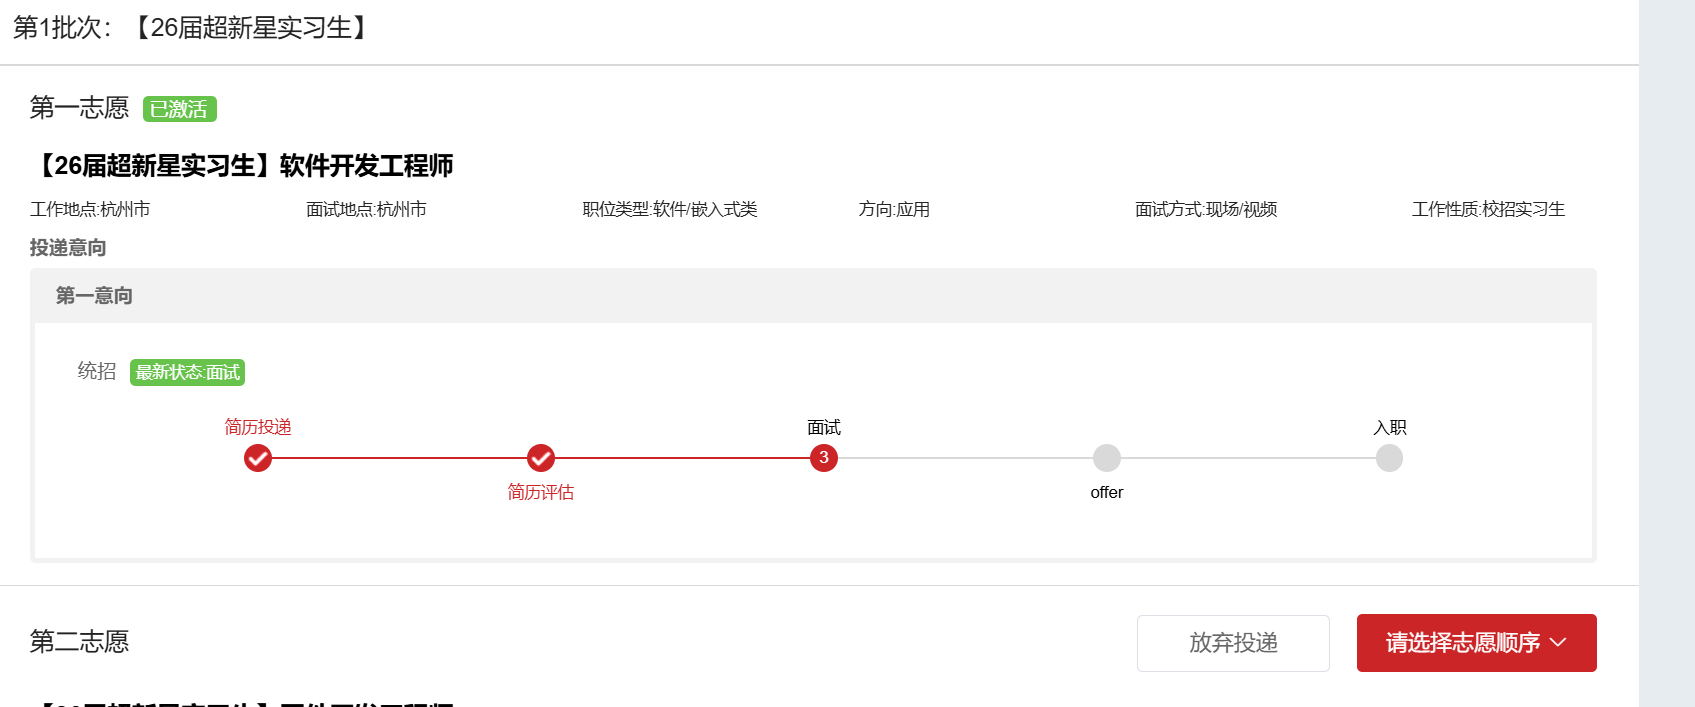 第1批次：【26届超新星实习生】
第一志愿 已激活
【26届超新星实习生】软件开发工程师
工作地点:杭州市 面试地点:杭州市 职位类型:软件/嵌入式类 方向:应用 面试方式:现场/视频 工作性质:校招实习生
投递意向
第一意向
统招 最新状态:面试
简历投递 面试 入职
3
简历评估 offer
第二志愿 放弃投递 请选择志愿顺序